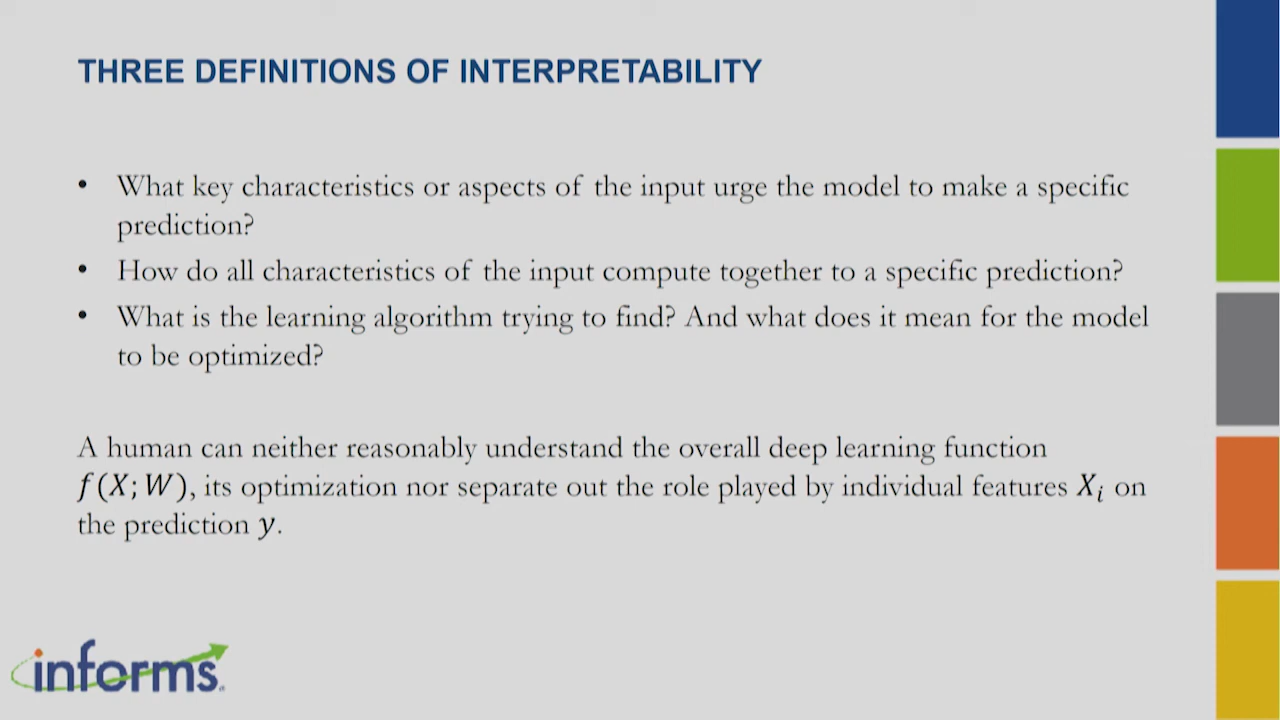 THREE DEFINITIONS OF INTERPRETABILITY
• What key characteristics or aspects of the input urge the model to make a specific
prediction?
• How do all characteristics of the input compute together to a specific prediction?
• What is the learning algorithm trying to find? And what does it mean for the model
to be optimized?
A human can neither reasonably understand the overall deep learning function
f(X;W), its optimization nor separate out the role played by individual features Xᵢ on
the prediction y.
informs